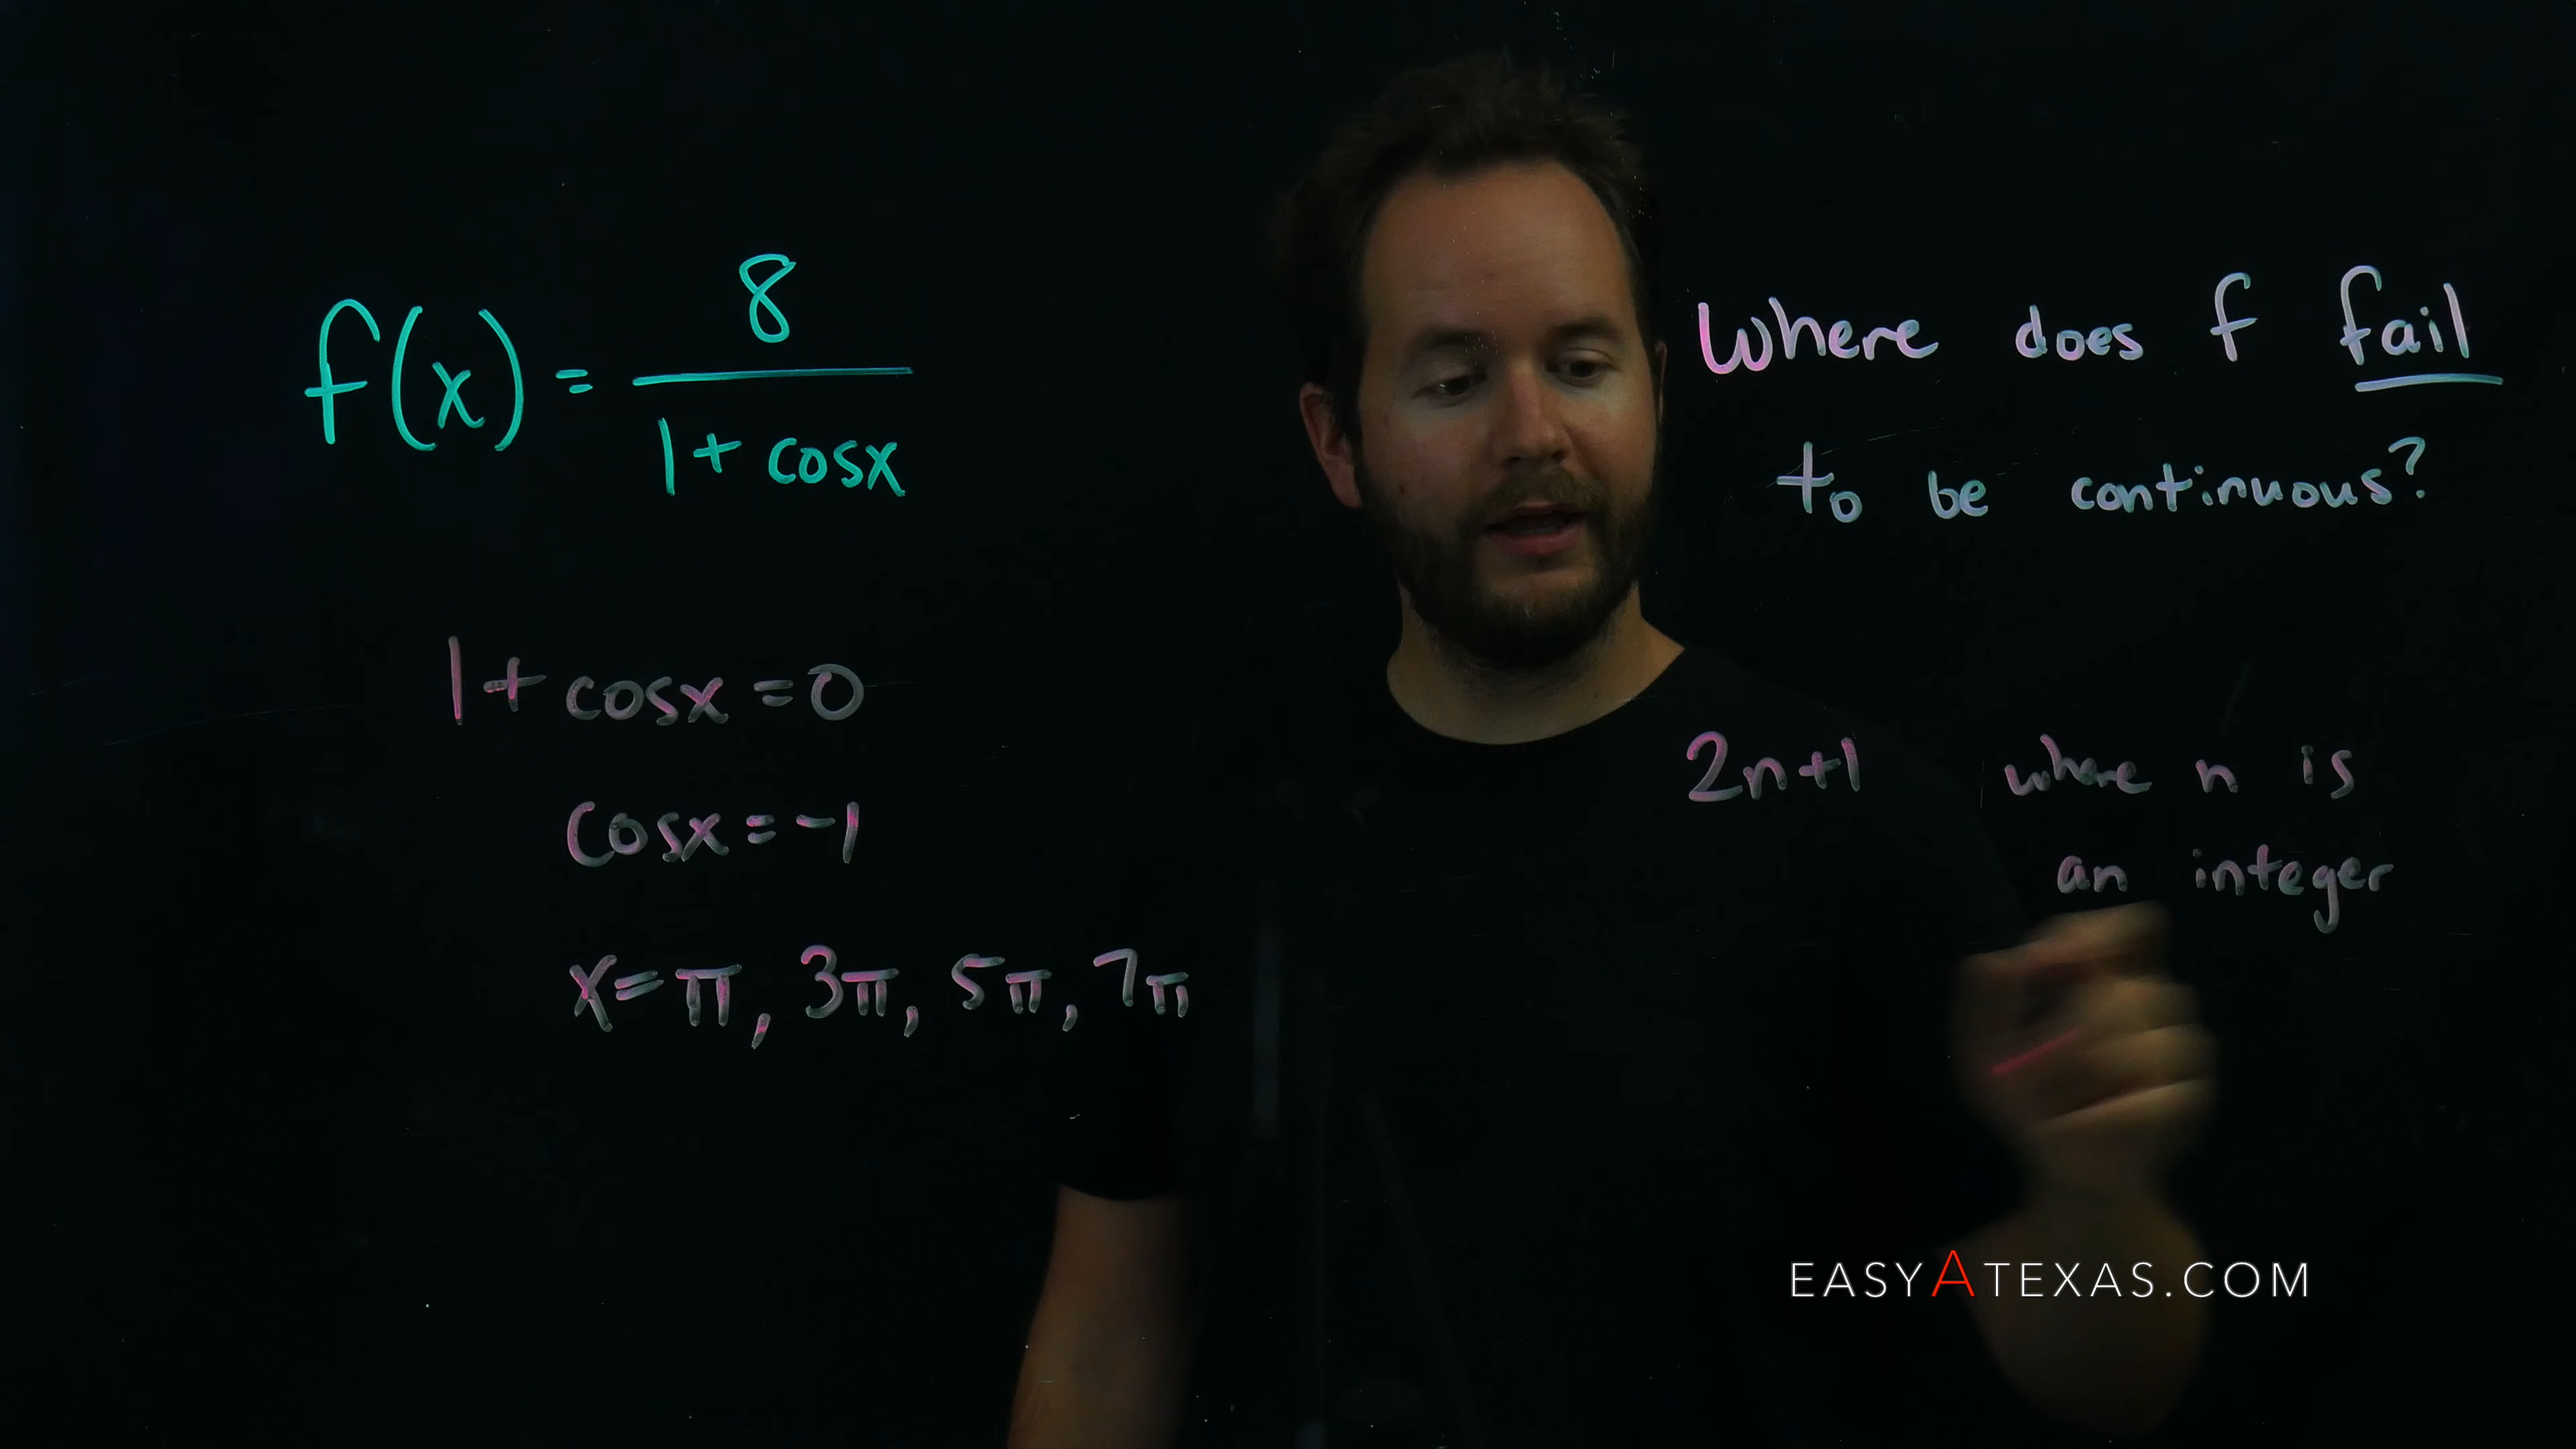 f(x) = 8 / (1 + cosx)
Where does f fail
to be continuous?
1 + cosx = 0
cosx = -1
x = π, 3π, 5π, 7π
2n+1 where n is
an integer
EASYATEXAS.COM